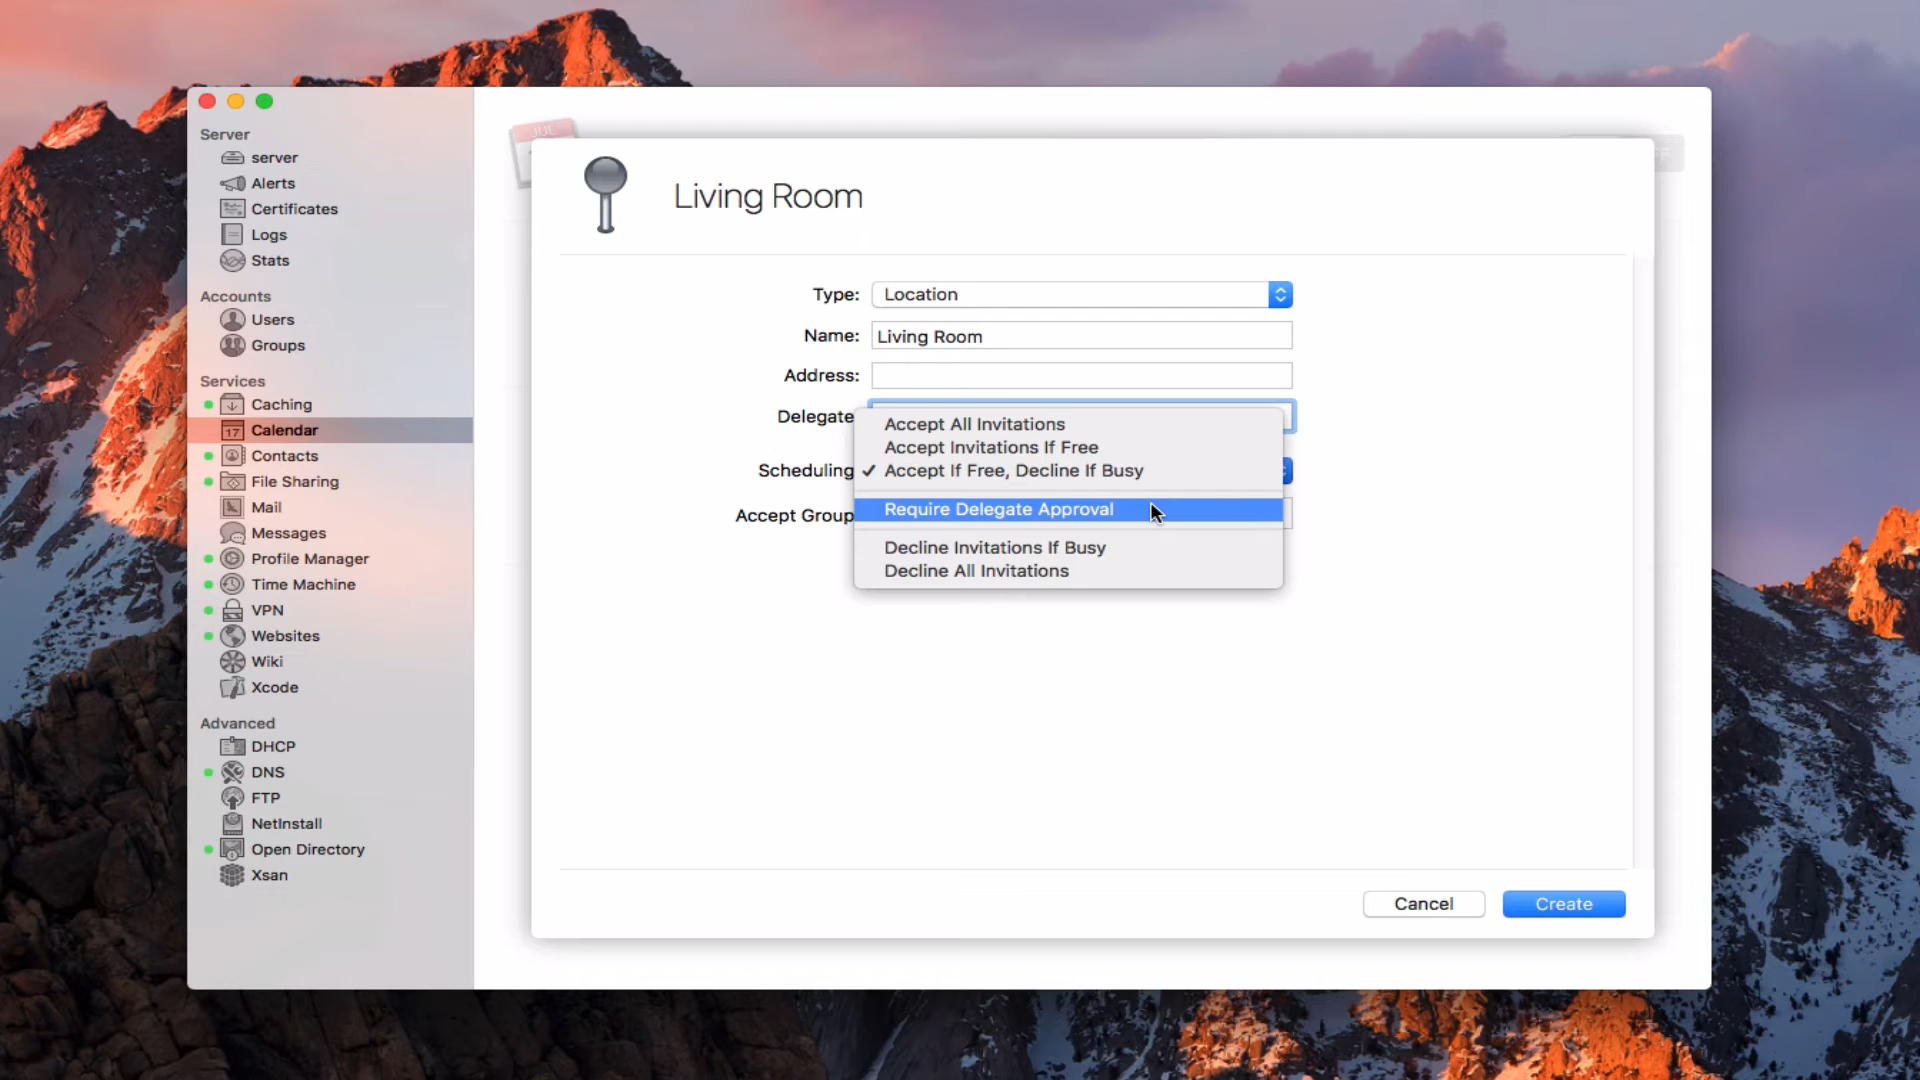 Server
server
Alerts
Certificates
Logs
Stats
Accounts
Users
Groups
Services
Caching
17 Calendar
Contacts
File Sharing
Mail
Messages
Profile Manager
Time Machine
VPN
Websites
Wiki
Xcode
Advanced
DHCP
DNS
FTP
NetInstall
Open Directory
Xsan
JUL
Living Room
Type: Location
Name: Living Room
Address:
Delegate
Accept All Invitations
Accept Invitations If Free
Scheduling ✓ Accept If Free, Decline If Busy
Require Delegate Approval
Accept Group
Decline Invitations If Busy
Decline All Invitations
Cancel Create